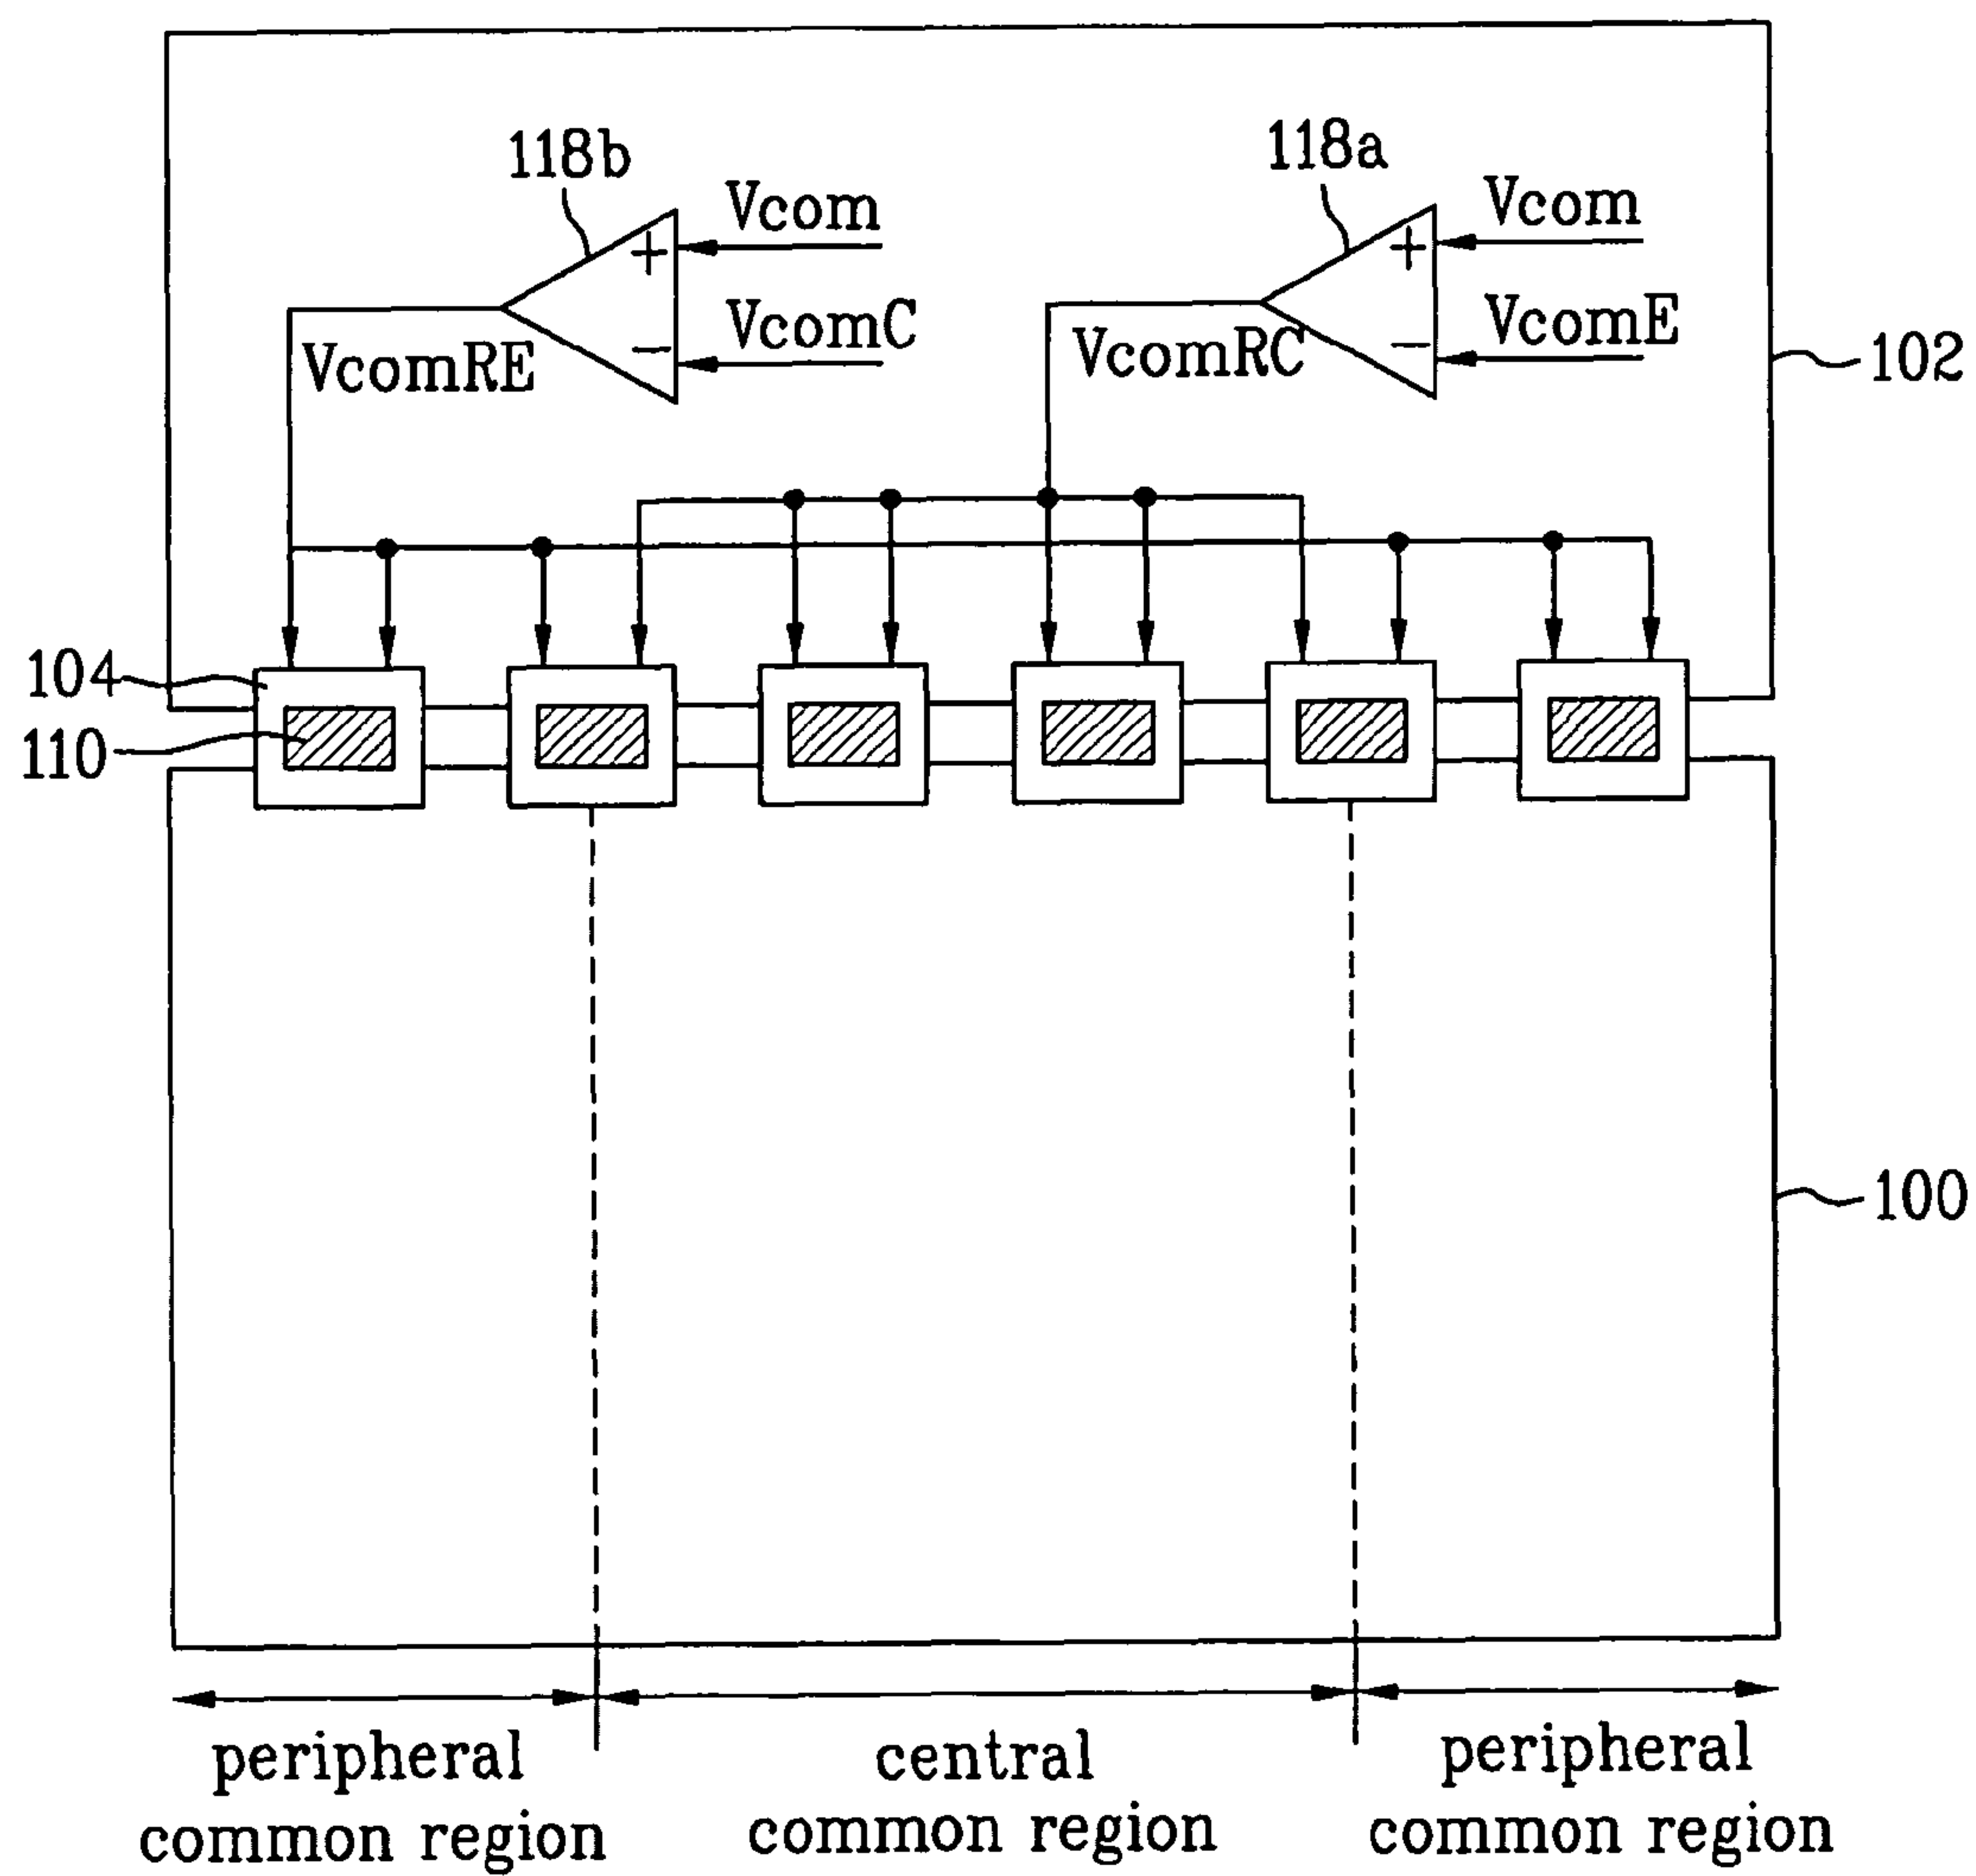 118b
118a
Vcom
Vcom
+
+
VcomC
VcomE
−
−
VcomRE
VcomRC
102
104
110
100
peripheral
common region
central
common region
peripheral
common region